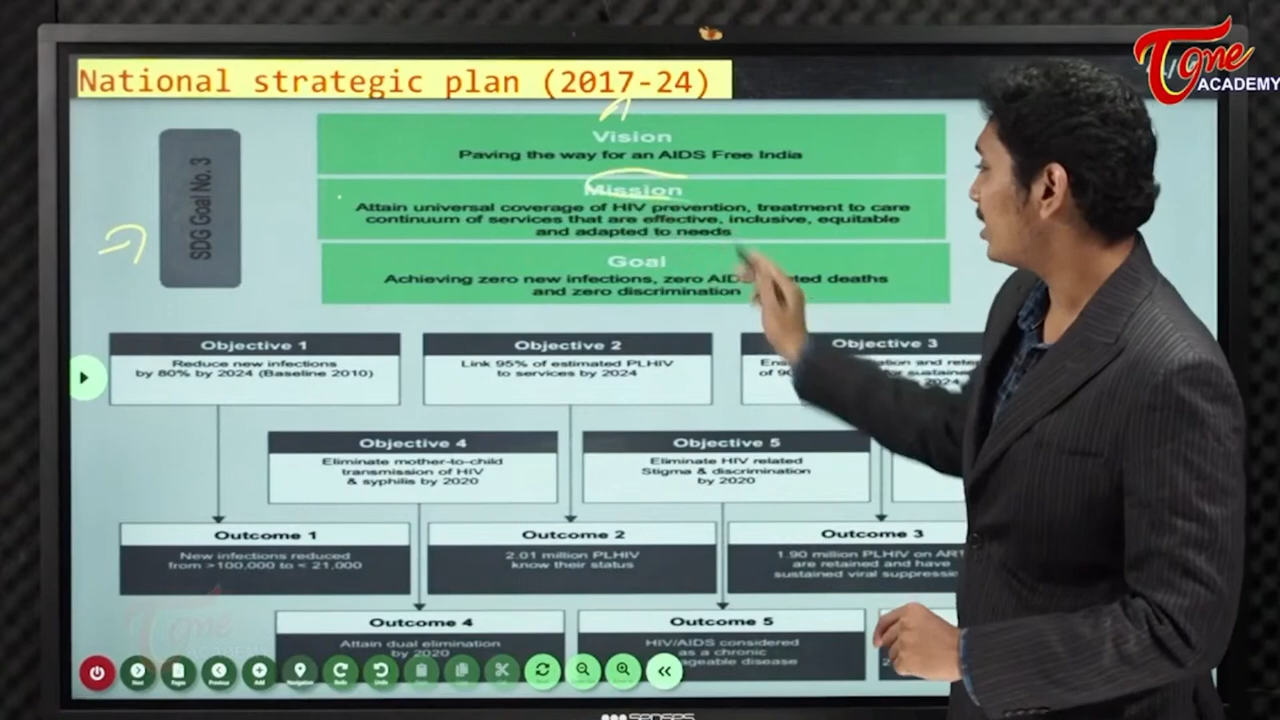 Tone
ACADEMY
National strategic plan (2017-24)
SDG Goal No. 3
Vision
Paving the way for an AIDS Free India
Mission
Attain universal coverage of HIV prevention, treatment to care
continuum of services that are effective, inclusive, equitable
and adapted to needs
Goal
Achieving zero new infections, zero AIDS deaths
and zero discrimination
Objective 1
Reduce new infections
by 80% by 2024 (Baseline 2010)
Objective 2
Link 95% of estimated PLHIV
to services by 2024
Objective 3
and
of
Objective 4
Eliminate mother-to-child
transmission of HIV
& syphilis by 2020
Objective 5
Eliminate HIV related
Stigma & discrimination
by 2020
Outcome 1
New infections reduced
from >100,000 to < 21,000
Outcome 2
2.01 million PLHIV
know their status
Outcome 3
1.90 million PLHIV on ART
are retained and have
sustained viral
Outcome 4
Attain dual elimination
by 2020
Outcome 5
HIV/AIDS considered
as a chronic
disease